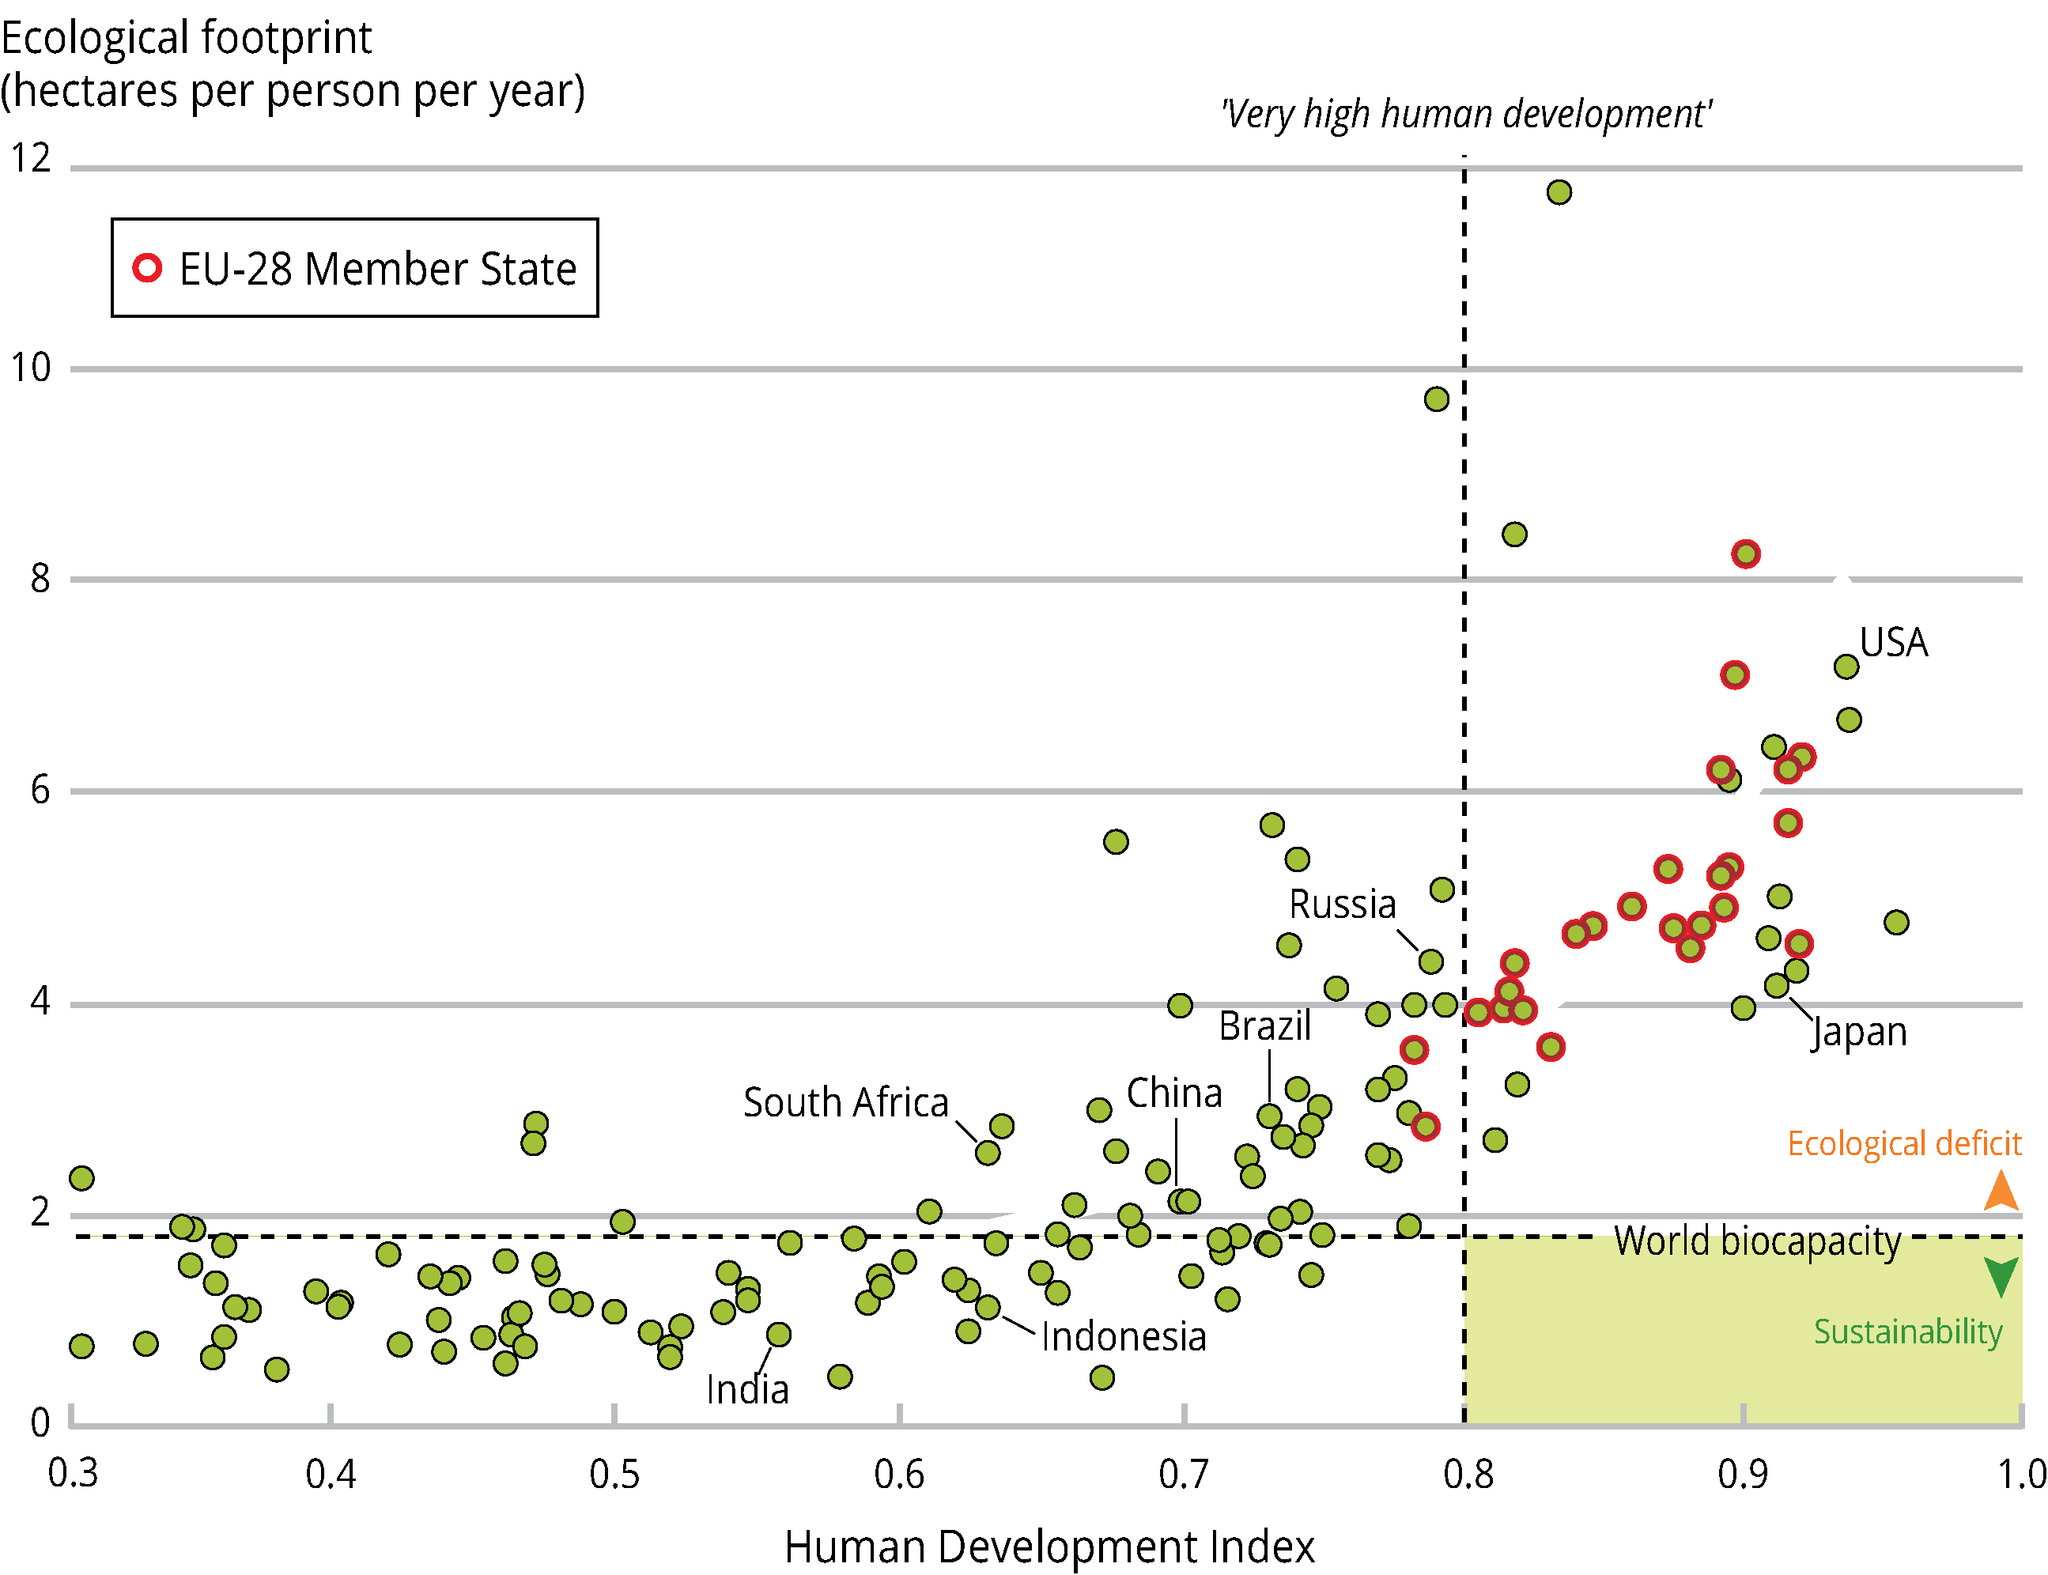 Ecological footprint
(hectares per person per year)
'Very high human development'
12
EU-28 Member State
10
8
USA
6
Russia
4
Brazil
Japan
China
South Africa
Ecological deficit
2
World biocapacity
Sustainability
Indonesia
India
0
0.3 0.4 0.5 0.6 0.7 0.8 0.9 1.0
Human Development Index